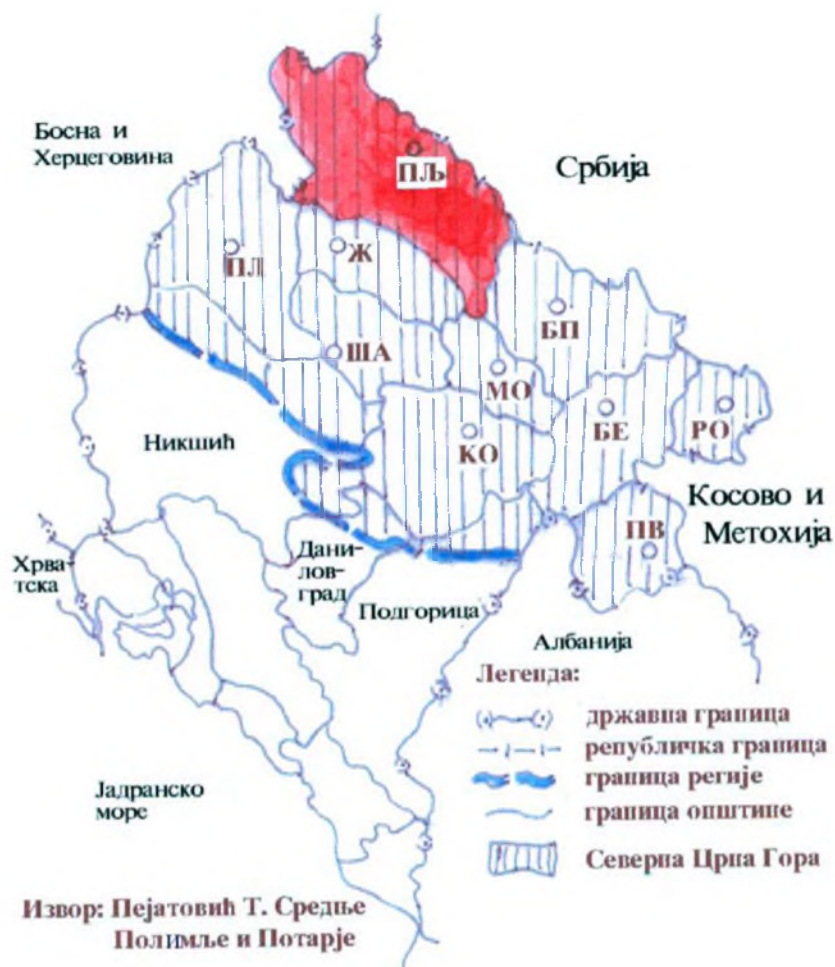 Босна и
Херцеговина
Србија
ПЉ
ПЛ
Ж
БП
ША
МО
БЕ
РО
КО
Никшић
Косово и
Метохија
ПВ
Хрва-
тска
Дани-
лов-
град
Подгорица
Албанија
Легенда:
државна граница
републичка граница
граница регије
граница општине
Северна Црна Гора
Јадранско
море
Извор: Пејатовић Т. Средње
Полимље и Потарје